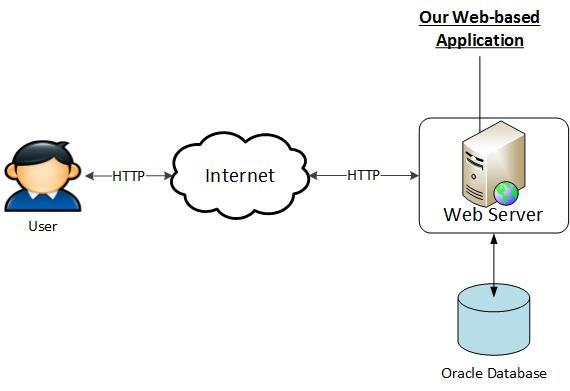 Our Web-based
Application
HTTP
Internet
HTTP
Web Server
User
Oracle Database